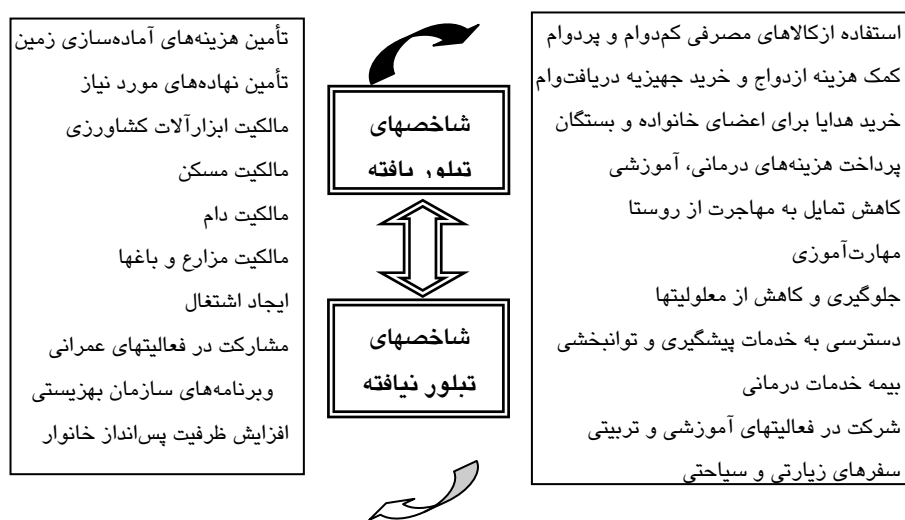 استفاده ازکالاهای مصرفی کم‌دوام و پردوام
کمک هزینه ازدواج و خرید جهیزیه دریافت‌وام
خرید هدایا برای اعضای خانواده و بستگان
پرداخت هزینه‌های درمانی، آموزشی
کاهش تمایل به مهاجرت از روستا
مهارت‌آموزی
جلوگیری و کاهش از معلولیتها
دسترسی به خدمات پیشگیری و توانبخشی
بیمه خدمات درمانی
شرکت در فعالیتهای آموزشی و تربیتی
سفرهای زیارتی و سیاحتی
شاخصهای
تبلور یافته
شاخصهای
تبلور نیافته
تأمین هزینه‌های آماده‌سازی زمین
تأمین نهاده‌های مورد نیاز
مالکیت ابزارآلات کشاورزی
مالکیت مسکن
مالکیت دام
مالکیت مزارع و باغها
ایجاد اشتغال
مشارکت در فعالیتهای عمرانی
وبرنامه‌های سازمان بهزیستی
افزایش ظرفیت پس‌انداز خانوار